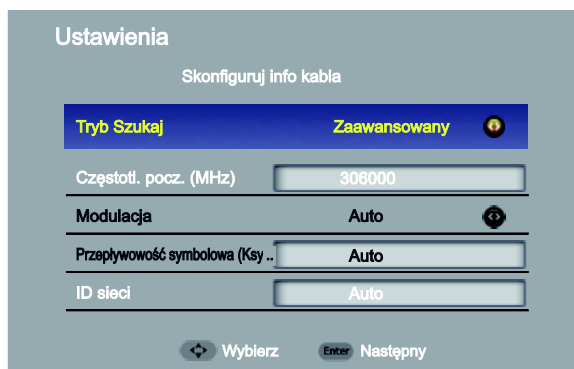 Ustawienia
Skonfiguruj info kabla
Tryb Szukaj Zaawansowany
Częstotl. pocz. (MHz) 306000
Modulacja Auto
Przepływowość symbolowa (Ksy .. Auto
ID sieci Auto
Wybierz Enter Następny